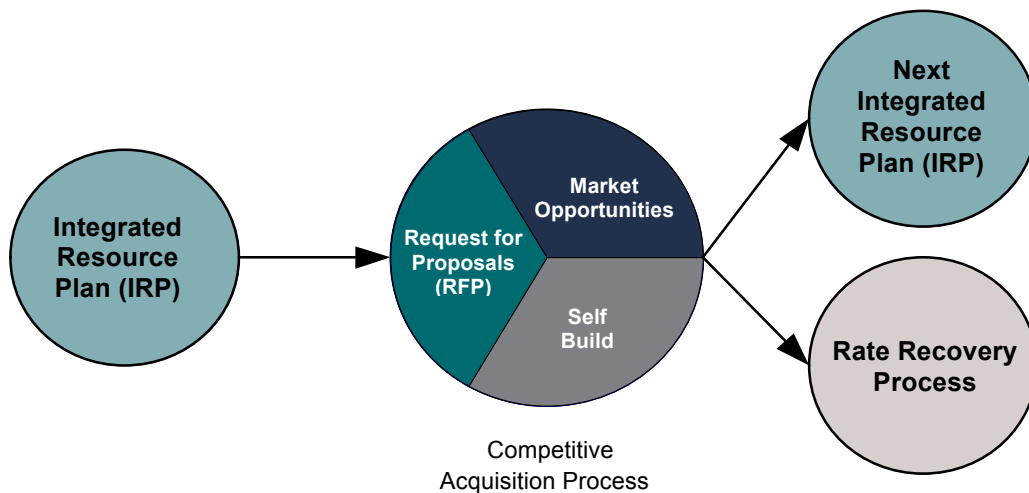 Integrated
Resource
Plan (IRP)
Request for
Proposals
(RFP)
Market
Opportunities
Self
Build
Competitive
Acquisition Process
Next
Integrated
Resource
Plan (IRP)
Rate Recovery
Process